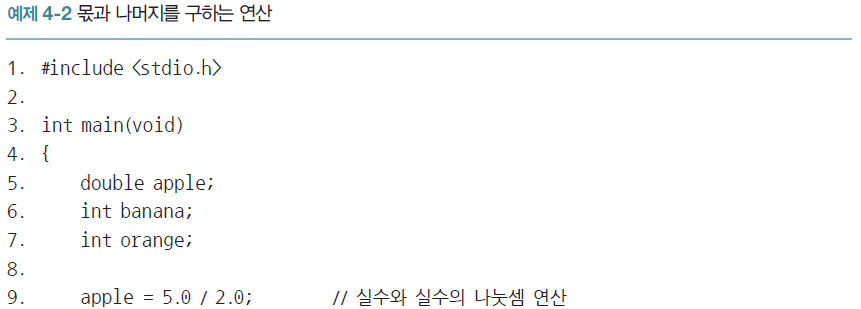 예제 4-2 몫과 나머지를 구하는 연산
1. #include <stdio.h>
2.
3. int main(void)
4. {
5.     double apple;
6.     int banana;
7.     int orange;
8.
9.     apple = 5.0 / 2.0;        // 실수와 실수의 나눗셈 연산